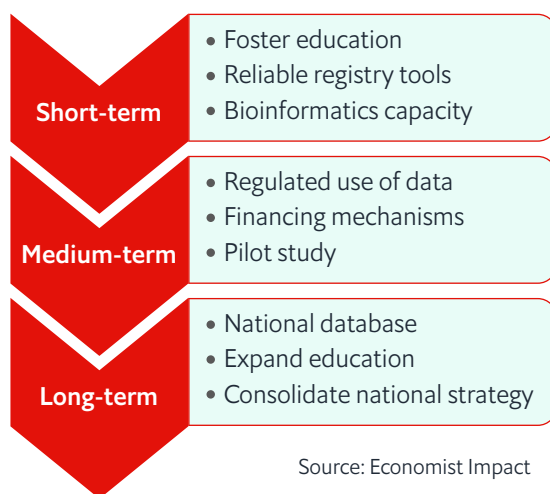 Short-term
• Foster education
• Reliable registry tools
• Bioinformatics capacity
Medium-term
• Regulated use of data
• Financing mechanisms
• Pilot study
Long-term
• National database
• Expand education
• Consolidate national strategy
Source: Economist Impact